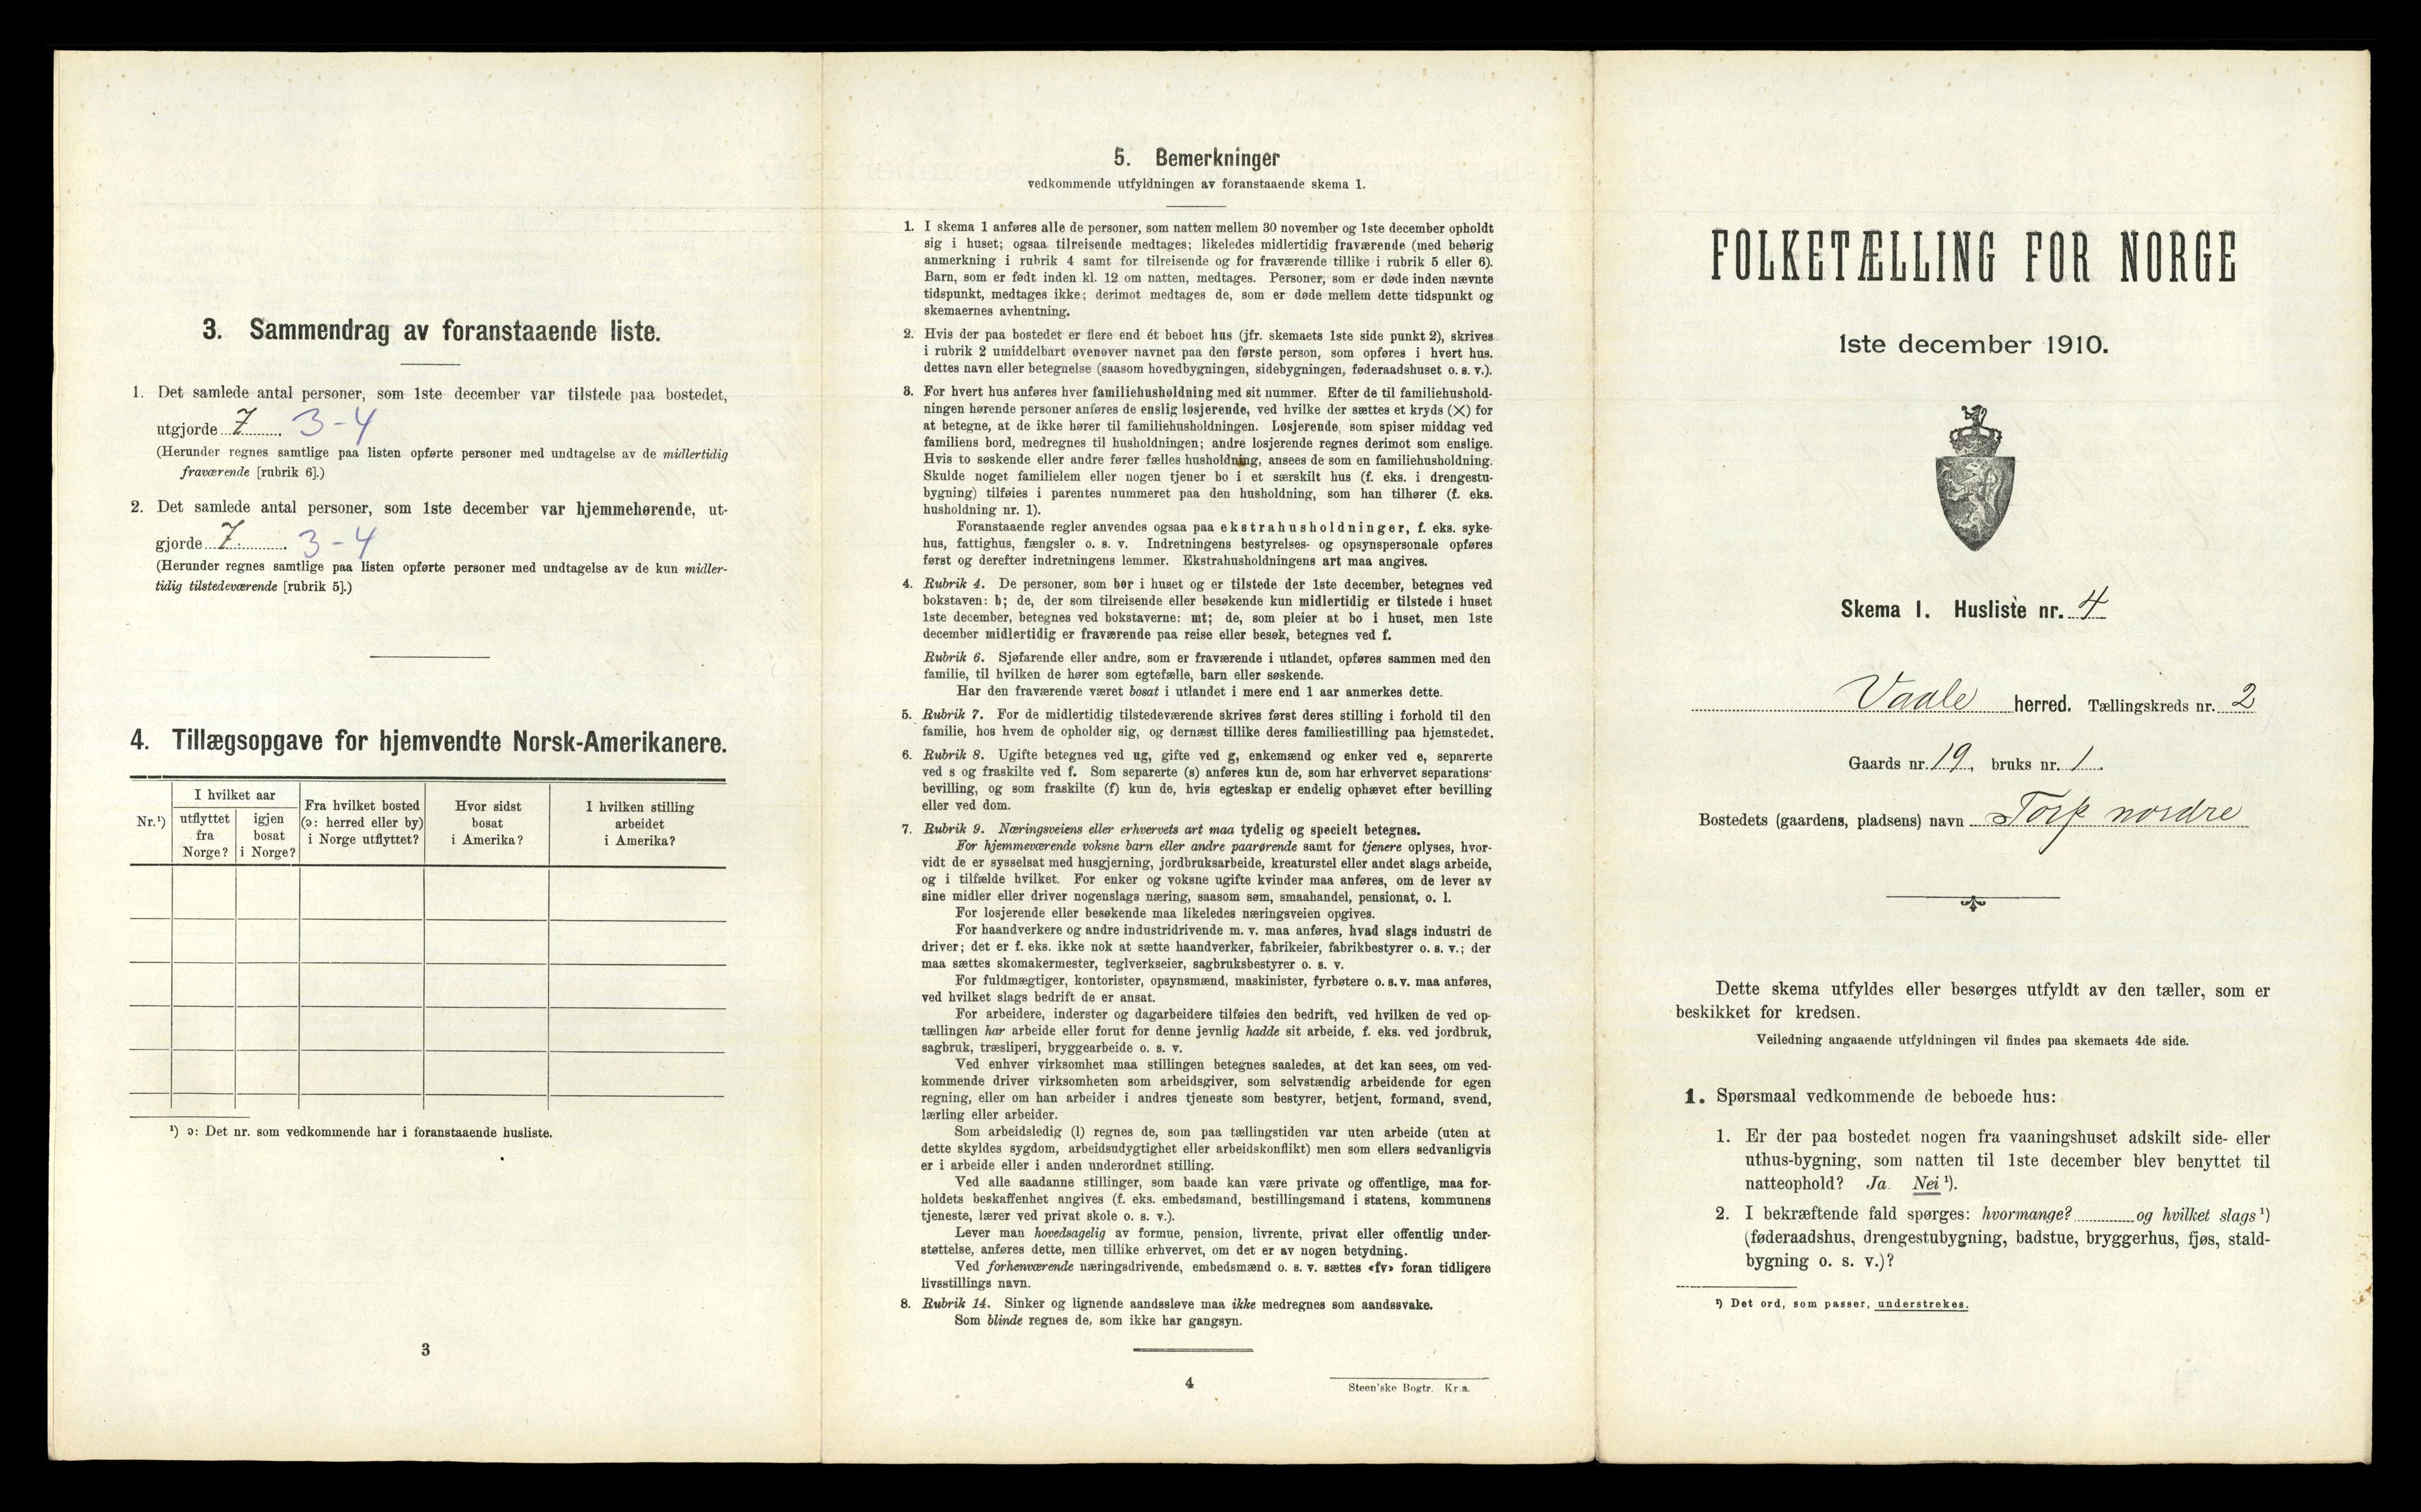 3. Sammendrag av foranstaaende liste.
1. Det samlede antal personer, som 1ste december var tilstede paa bostedet,
utgjorde 7. 3-4
(Herunder regnes samtlige paa listen opførte personer med undtagelse av de midlertidig
fraværende [rubrik 6].)
2. Det samlede antal personer, som 1ste december var hjemmehørende, ut-
gjorde 7. 3-4
(Herunder regnes samtlige paa listen opførte personer med undtagelse av de kun midler-
tidig tilstedeværende [rubrik 5].)
4. Tillægsopgave for hjemvendte Norsk-Amerikanere.
Nr.¹)
I hvilket aar
utflyttet
fra
Norge?
igjen
bosat
i Norge?
Fra hvilket bosted
(ɔ: herred eller by)
i Norge utflyttet?
Hvor sidst
bosat
i Amerika?
I hvilken stilling
arbeidet
i Amerika?
¹) ɔ: Det nr. som vedkommende har i foranstaaende husliste.
3
5. Bemerkninger
vedkommende utfyldningen av foranstaaende skema 1.
1. I skema 1 anføres alle de personer, som natten mellem 30 november og 1ste december opholdt
sig i huset; ogsaa tilreisende medtages; likeledes midlertidig fraværende (med behørig
anmerkning i rubrik 4 samt for tilreisende og for fraværende tillike i rubrik 5 eller 6).
Barn, som er født inden kl. 12 om natten, medtages. Personer, som er døde inden nævnte
tidspunkt, medtages ikke; derimot medtages de, som er døde mellem dette tidspunkt og
skemaernes avhentning.
2. Hvis der paa bostedet er flere end ét beboet hus (jfr. skemaets 1ste side punkt 2), skrives
i rubrik 2 umiddelbart ovenover navnet paa den første person, som opføres i hvert hus.
dettes navn eller betegnelse (saasom hovedbygningen, sidebygningen, føderaadshuset o. s. v.).
3. For hvert hus anføres hver familiehusholdning med sit nummer. Efter de til familiehushold-
ningen hørende personer anføres de enslig losjerende, ved hvilke der sættes et kryds (×) for
at betegne, at de ikke hører til familiehusholdningen. Losjerende, som spiser middag ved
familiens bord, medregnes til husholdningen; andre losjerende regnes derimot som enslige.
Hvis to søskende eller andre fører fælles husholdning, ansees de som en familiehusholdning.
Skulde noget familielem eller nogen tjener bo i et særskilt hus (f. eks. i drengestu-
bygning) tilføies i parentes nummeret paa den husholdning, som han tilhører (f. eks.
husholdning nr. 1).
Foranstaaende regler anvendes ogsaa paa ekstrahusholdninger, f. eks. syke-
hus, fattighus, fængsler o. s. v. Indretningens bestyrelses- og opsynspersonale opføres
først og derefter indretningens lemmer. Ekstrahusholdningens art maa angives.
4. Rubrik 4. De personer, som bor i huset og er tilstede der 1ste december, betegnes ved
bokstaven: b; de, der som tilreisende eller besøkende kun midlertidig er tilstede i huset
1ste december, betegnes ved bokstaverne: mt; de, som pleier at bo i huset, men 1ste
december midlertidig er fraværende paa reise eller besøk, betegnes ved f.
Rubrik 6. Sjøfarende eller andre, som er fraværende i utlandet, opføres sammen med den
familie, til hvilken de hører som egtefælle, barn eller søskende.
Har den fraværende været bosat i utlandet i mere end 1 aar anmerkes dette.
5. Rubrik 7. For de midlertidig tilstedeværende skrives først deres stilling i forhold til den
familie, hos hvem de opholder sig, og dernæst tillike deres familiestilling paa hjemstedet.
6. Rubrik 8. Ugifte betegnes ved ug, gifte ved g, enkemænd og enker ved e, separerte
ved s og fraskilte ved f. Som separerte (s) anføres kun de, som har erhvervet separations-
bevilling, og som fraskilte (f) kun de, hvis egteskap er endelig ophævet efter bevilling
eller ved dom.
7. Rubrik 9. Næringsveiens eller erhvervets art maa tydelig og specielt betegnes.
For hjemmeværende voksne barn eller andre paarørende samt for tjenere oplyses, hvor-
vidt de er sysselsat med husgjerning, jordbruksarbeide, kreaturstel eller andet slags arbeide,
og i tilfælde hvilket. For enker og voksne ugifte kvinder maa anføres, om de lever av
sine midler eller driver nogenslags næring, saasom søm, smaahandel, pensionat, o. l.
For losjerende eller besøkende maa likeledes næringsveien opgives.
For haandverkere og andre industridrivende m. v. maa anføres, hvad slags industri de
driver; det er f. eks. ikke nok at sætte haandverker, fabrikeier, fabrikbestyrer o. s. v.; der
maa sættes skomakermester, teglverkseier, sagbruksbestyrer o. s. v.
For fuldmægtiger, kontorister, opsynsmænd, maskinister, fyrbøtere o. s. v. maa anføres,
ved hvilket slags bedrift de er ansat.
For arbeidere, inderster og dagarbeidere tilføies den bedrift, ved hvilken de ved op-
tællingen har arbeide eller forut for denne jevnlig hadde sit arbeide, f. eks. ved jordbruk,
sagbruk, træsliperi, bryggearbeide o. s. v.
Ved enhver virksomhet maa stillingen betegnes saaledes, at det kan sees, om ved-
kommende driver virksomheten som arbeidsgiver, som selvstændig arbeidende for egen
regning, eller om han arbeider i andres tjeneste som bestyrer, betjent, formand, svend,
lærling eller arbeider.
Som arbeidsledig (l) regnes de, som paa tællingstiden var uten arbeide (uten at
dette skyldes sygdom, arbeidsudygtighet eller arbeidskonflikt) men som ellers sedvanligvis
er i arbeide eller i anden underordnet stilling.
Ved alle saadanne stillinger, som baade kan være private og offentlige, maa for-
holdets beskaffenhet angives (f. eks. embedsmand, bestillingsmand i statens, kommunens
tjeneste, lærer ved privat skole o. s. v.).
Lever man hovedsagelig av formue, pension, livrente, privat eller offentlig under-
støttelse, anføres dette, men tillike erhvervet, om det er av nogen betydning.
Ved forhenværende næringsdrivende, embedsmænd o. s. v. sættes «fv» foran tidligere
livsstillings navn.
8. Rubrik 14. Sinker og lignende aandssløve maa ikke medregnes som aandssvake.
Som blinde regnes de, som ikke har gangsyn.
4
Steen'ske Bogtr. Kr.a.
FOLKETÆLLING FOR NORGE
1ste december 1910.
Skema 1. Husliste nr. 4
Vaale herred. Tællingskreds nr. 2
Gaards nr. 19, bruks nr. 1.
Bostedets (gaardens, pladsens) navn Torp nordre
Dette skema utfyldes eller besørges utfyldt av den tæller, som er
beskikket for kredsen.
Veiledning angaaende utfyldningen vil findes paa skemaets 4de side.
1. Spørsmaal vedkommende de beboede hus:
1. Er der paa bostedet nogen fra vaaningshuset adskilt side- eller
uthus-bygning, som natten til 1ste december blev benyttet til
natteophold? Ja. Nei ¹).
2. I bekræftende fald spørges: hvormange? og hvilket slags ¹)
(føderaadshus, drengestubygning, badstue, bryggerhus, fjøs, stald-
bygning o. s. v.)?
¹) Det ord, som passer, understrekes.